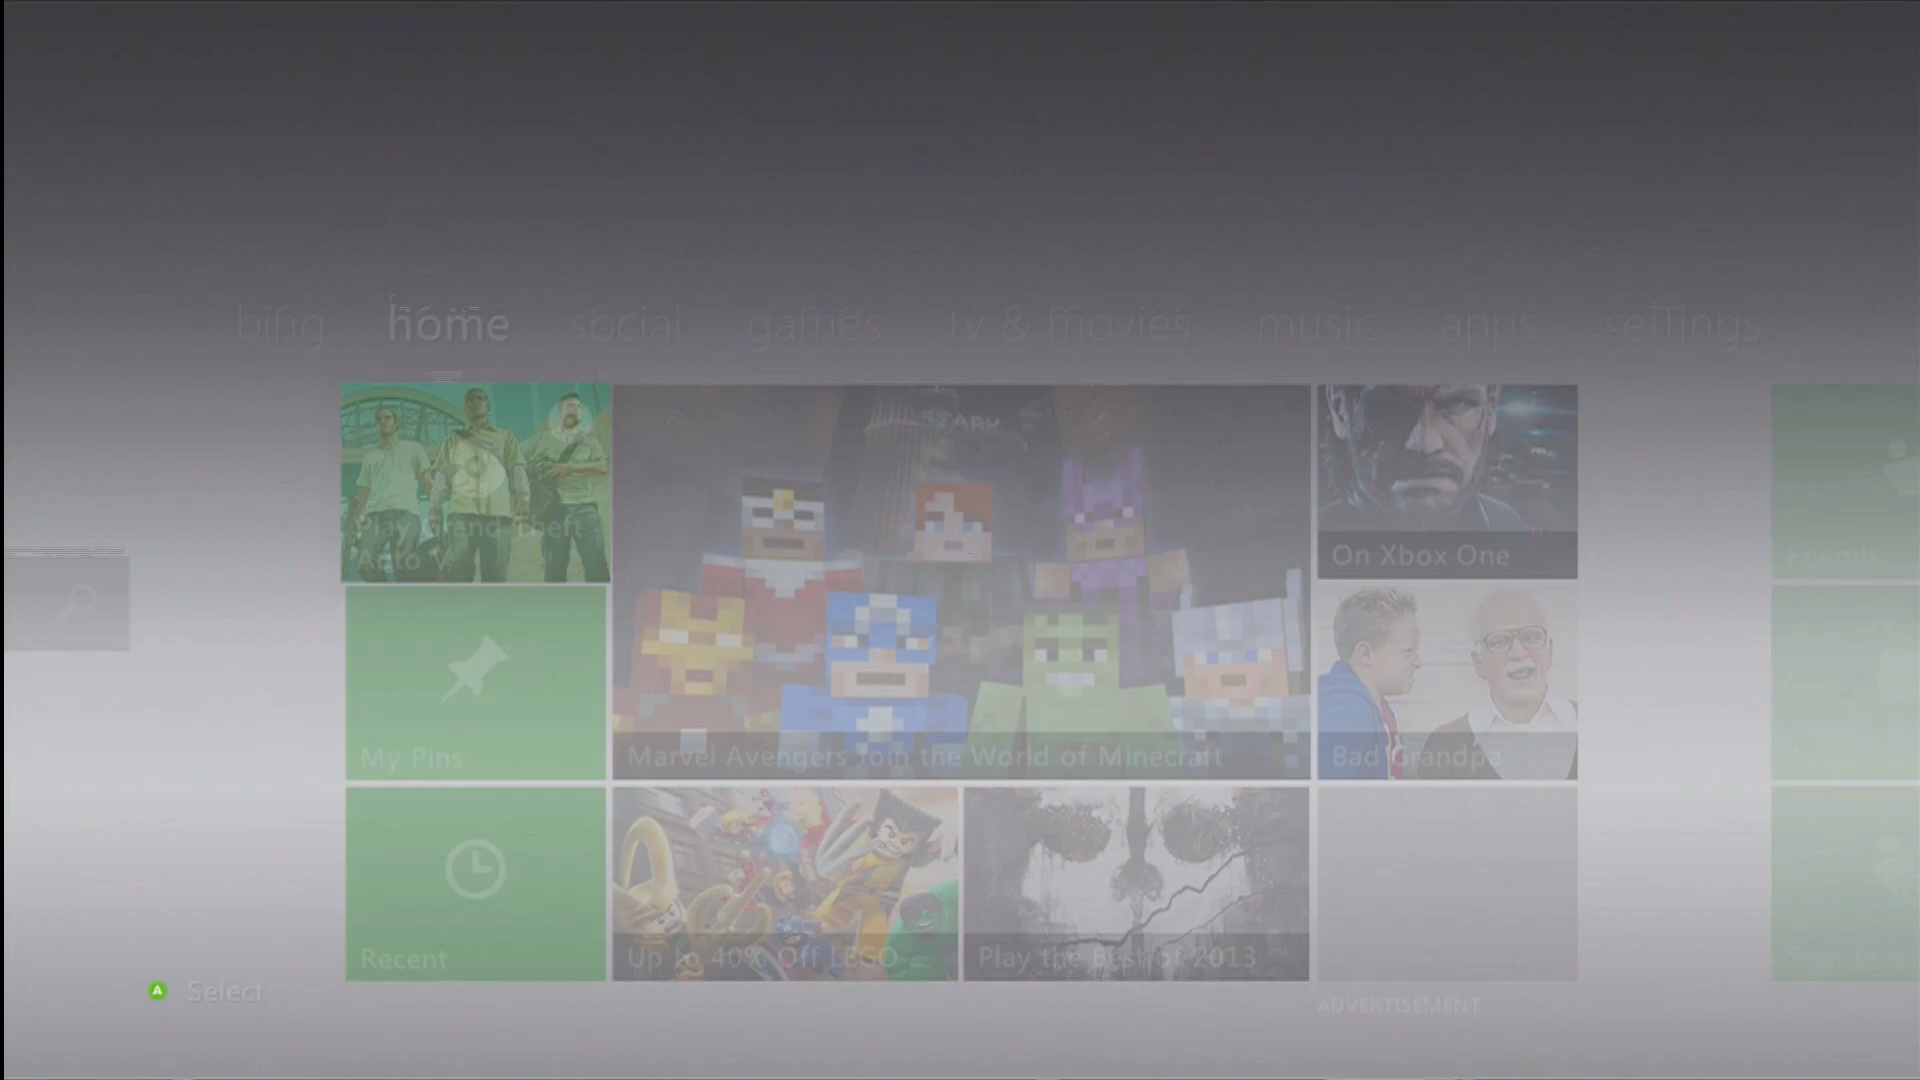 bing home social games tv & movies music apps settings
STARK
Play Grand Theft
Auto V
On Xbox One
Friends
My Pins
Marvel Avengers Join the World of Minecraft
Bad Grandpa
Recent
Up to 40% Off LEGO
Play the Best of 2013
A Select
ADVERTISEMENT